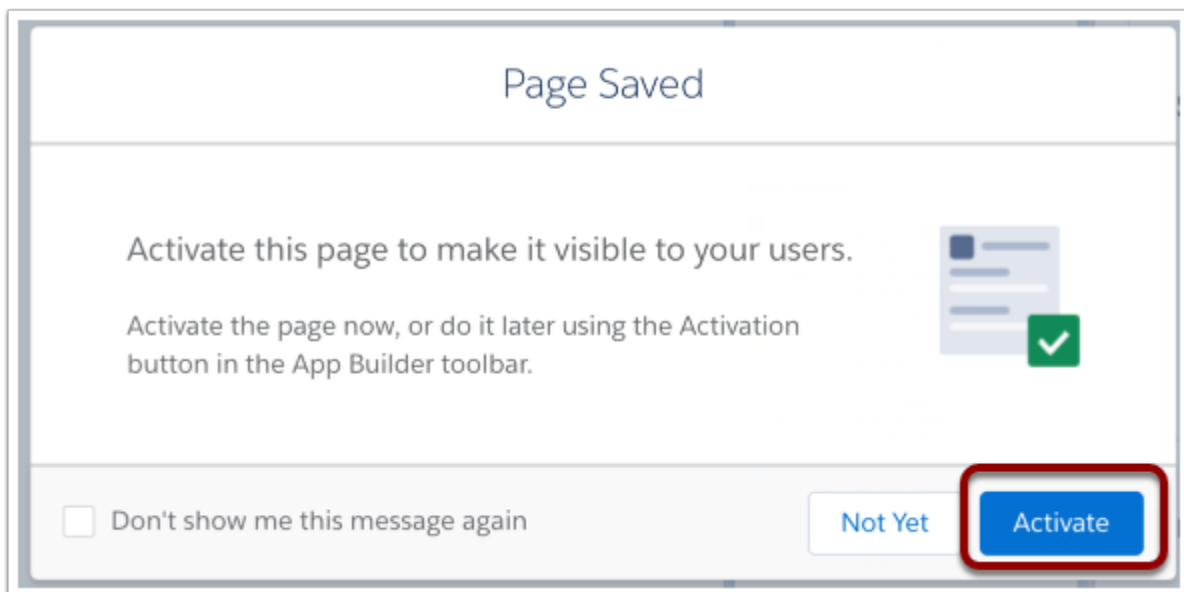 Page Saved
Activate this page to make it visible to your users.
Activate the page now, or do it later using the Activation
button in the App Builder toolbar.
Don't show me this message again
Not Yet
Activate